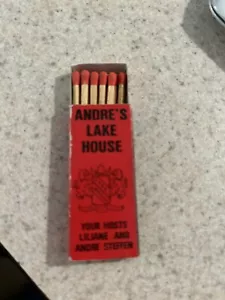 ANDRE'S
LAKE
HOUSE
YOUR HOSTS
LILIANE AND
ANDRE STEFFEN